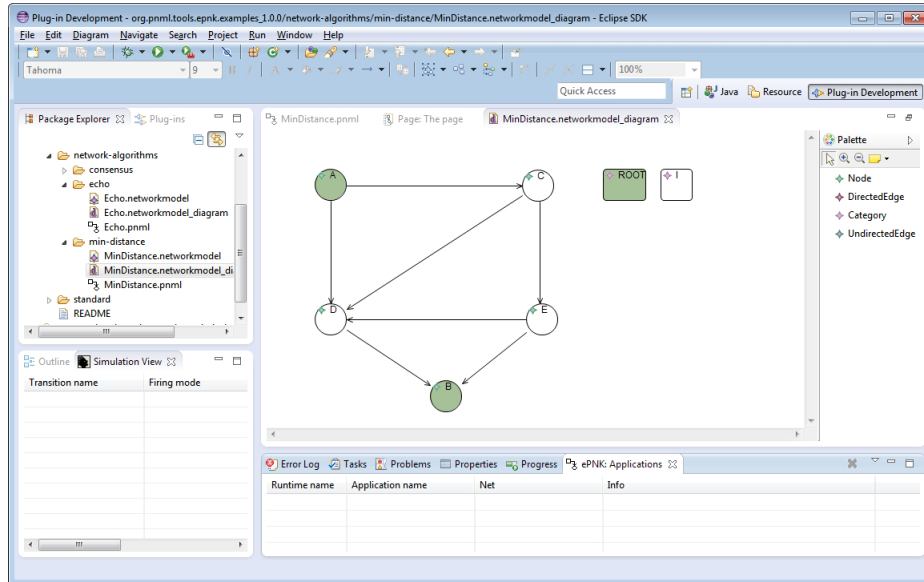 Plug-in Development - org.pnml.tools.epnk.examples_1.0.0/network-algorithms/min-distance/MinDistance.networkmodel_diagram - Eclipse SDK
File Edit Diagram Navigate Search Project Run Window Help
Tahoma 9 B I A 100%
Quick Access Java Resource Plug-in Development
Package Explorer Plug-ins
network-algorithms
consensus
echo
Echo.networkmodel
Echo.networkmodel_diagram
Echo.pnml
min-distance
MinDistance.networkmodel
MinDistance.networkmodel_di
MinDistance.pnml
standard
README
Outline Simulation View
Transition name Firing mode
MinDistance.pnml Page: The page MinDistance.networkmodel_diagram
A C ROOT I
D E
B
Palette
Node
DirectedEdge
Category
UndirectedEdge
Error Log Tasks Problems Properties Progress ePNK: Applications
Runtime name Application name Net Info